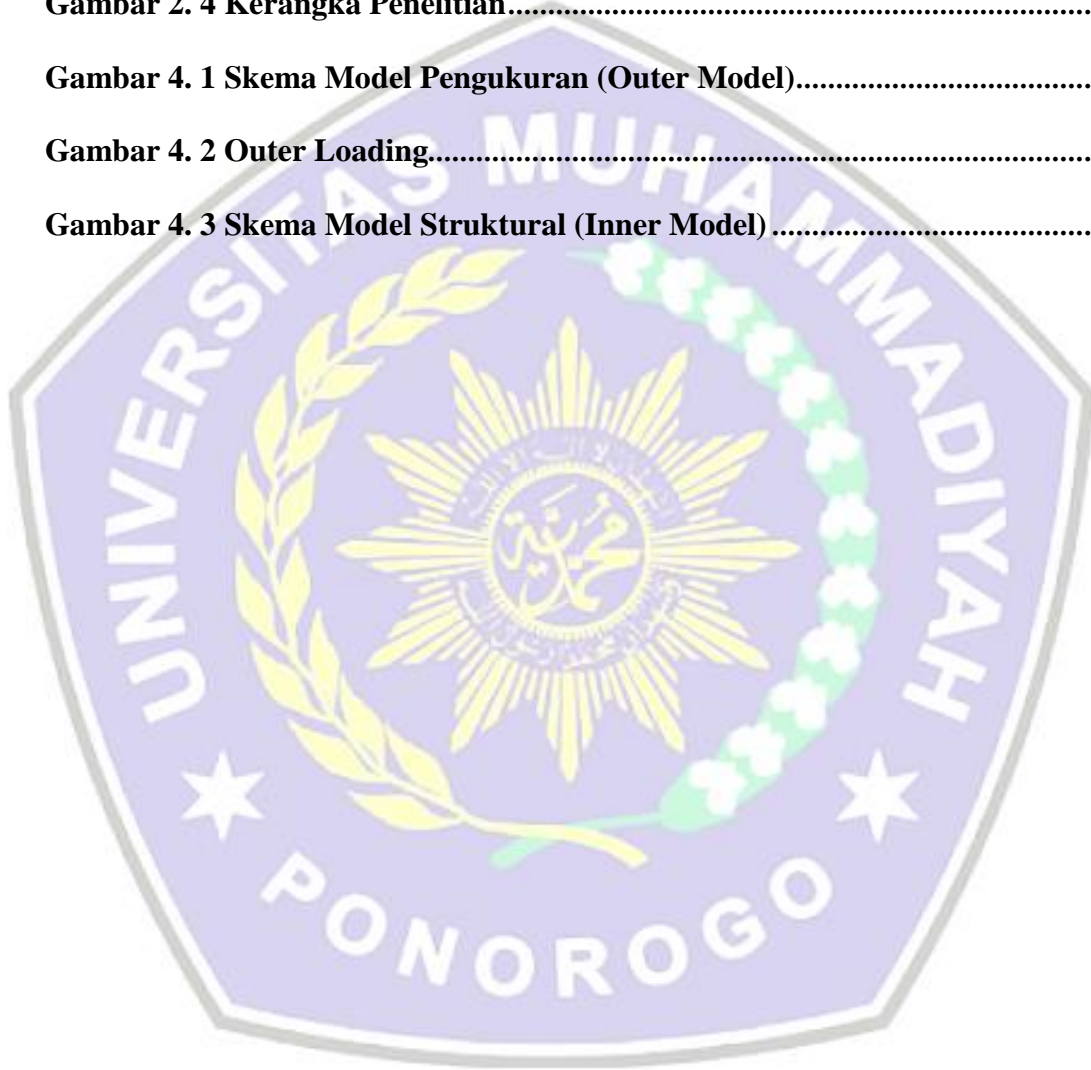 Gambar 2. 4 Kerangka Penelitian
Gambar 4. 1 Skema Model Pengukuran (Outer Model)
Gambar 4. 2 Outer Loading
Gambar 4. 3 Skema Model Struktural (Inner Model)
UNIVERSITAS MUHAMMADIYAH
PONOROGO
محمدية